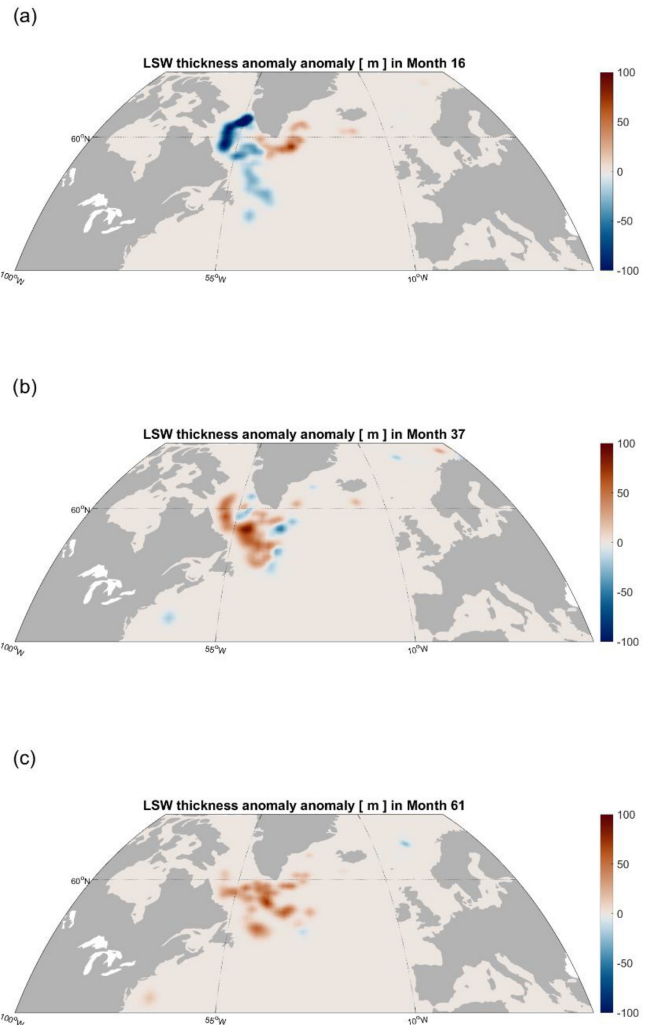 (a)
LSW thickness anomaly anomaly [ m ] in Month 16
100
50
60°N
0
-50
-100
100°W
55°W
10°W
(b)
LSW thickness anomaly anomaly [ m ] in Month 37
100
50
60°N
0
-50
-100
100°W
55°W
10°W
(c)
LSW thickness anomaly anomaly [ m ] in Month 61
100
50
60°N
0
-50
-100
100°W
55°W
10°W